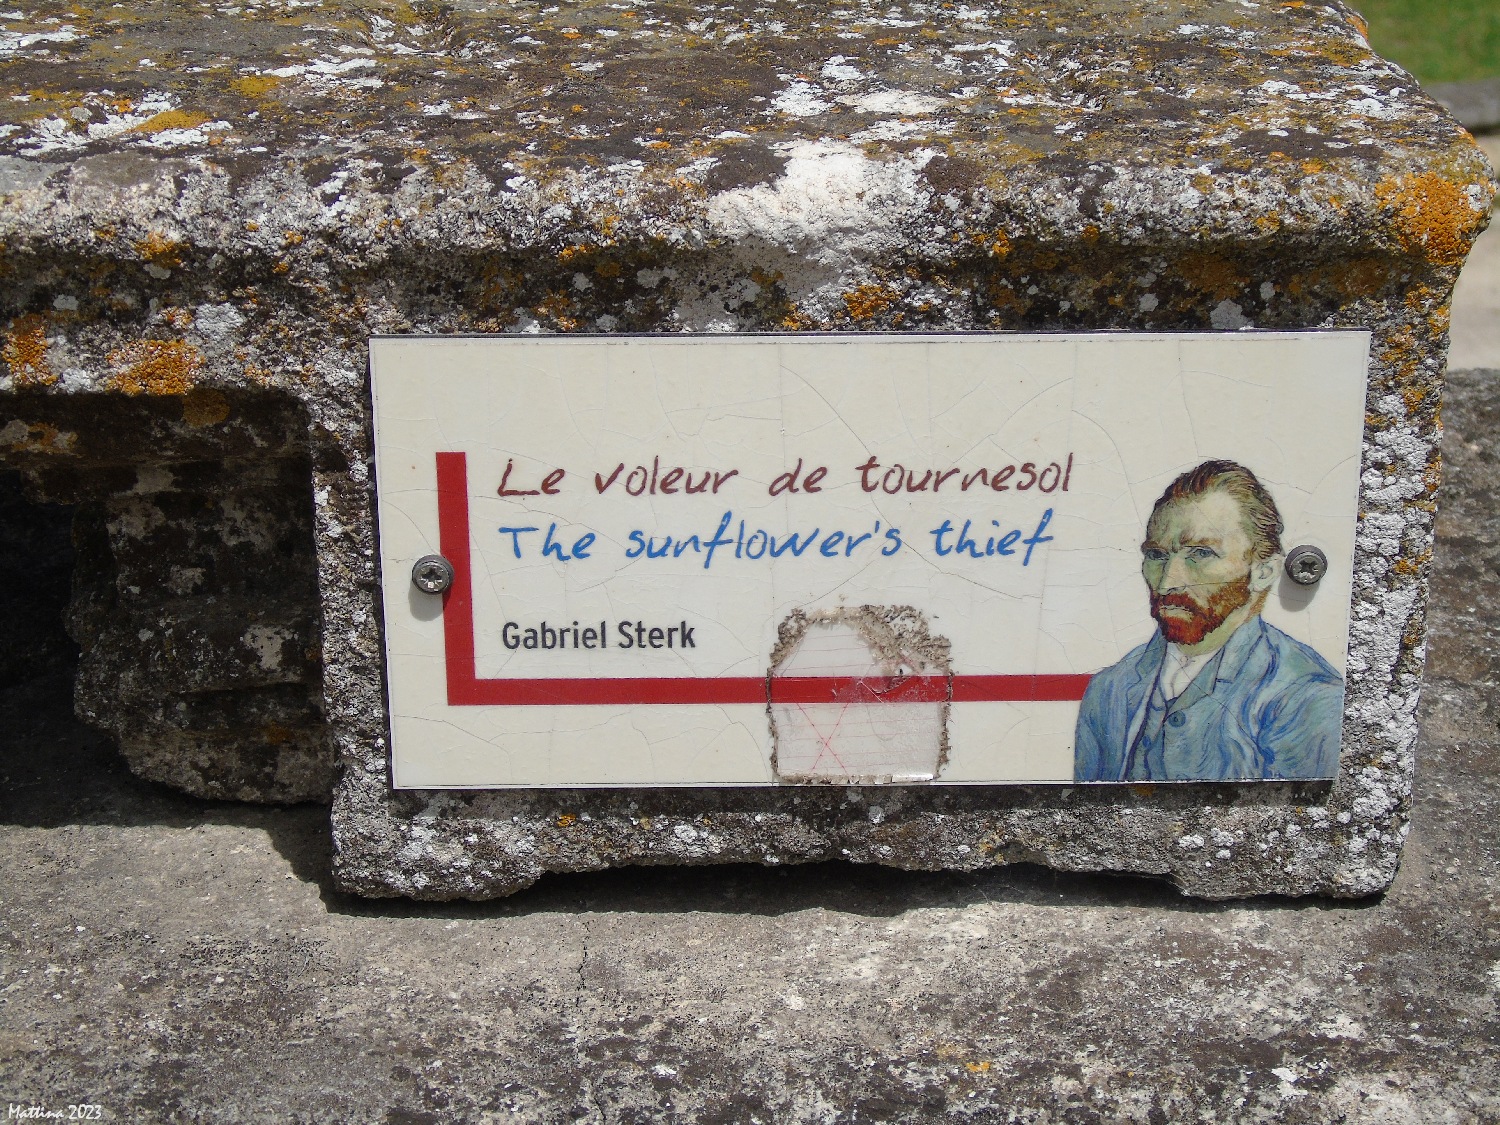 Le voleur de tournesol
The sunflower's thief
Gabriel Sterk
Mattina 2023